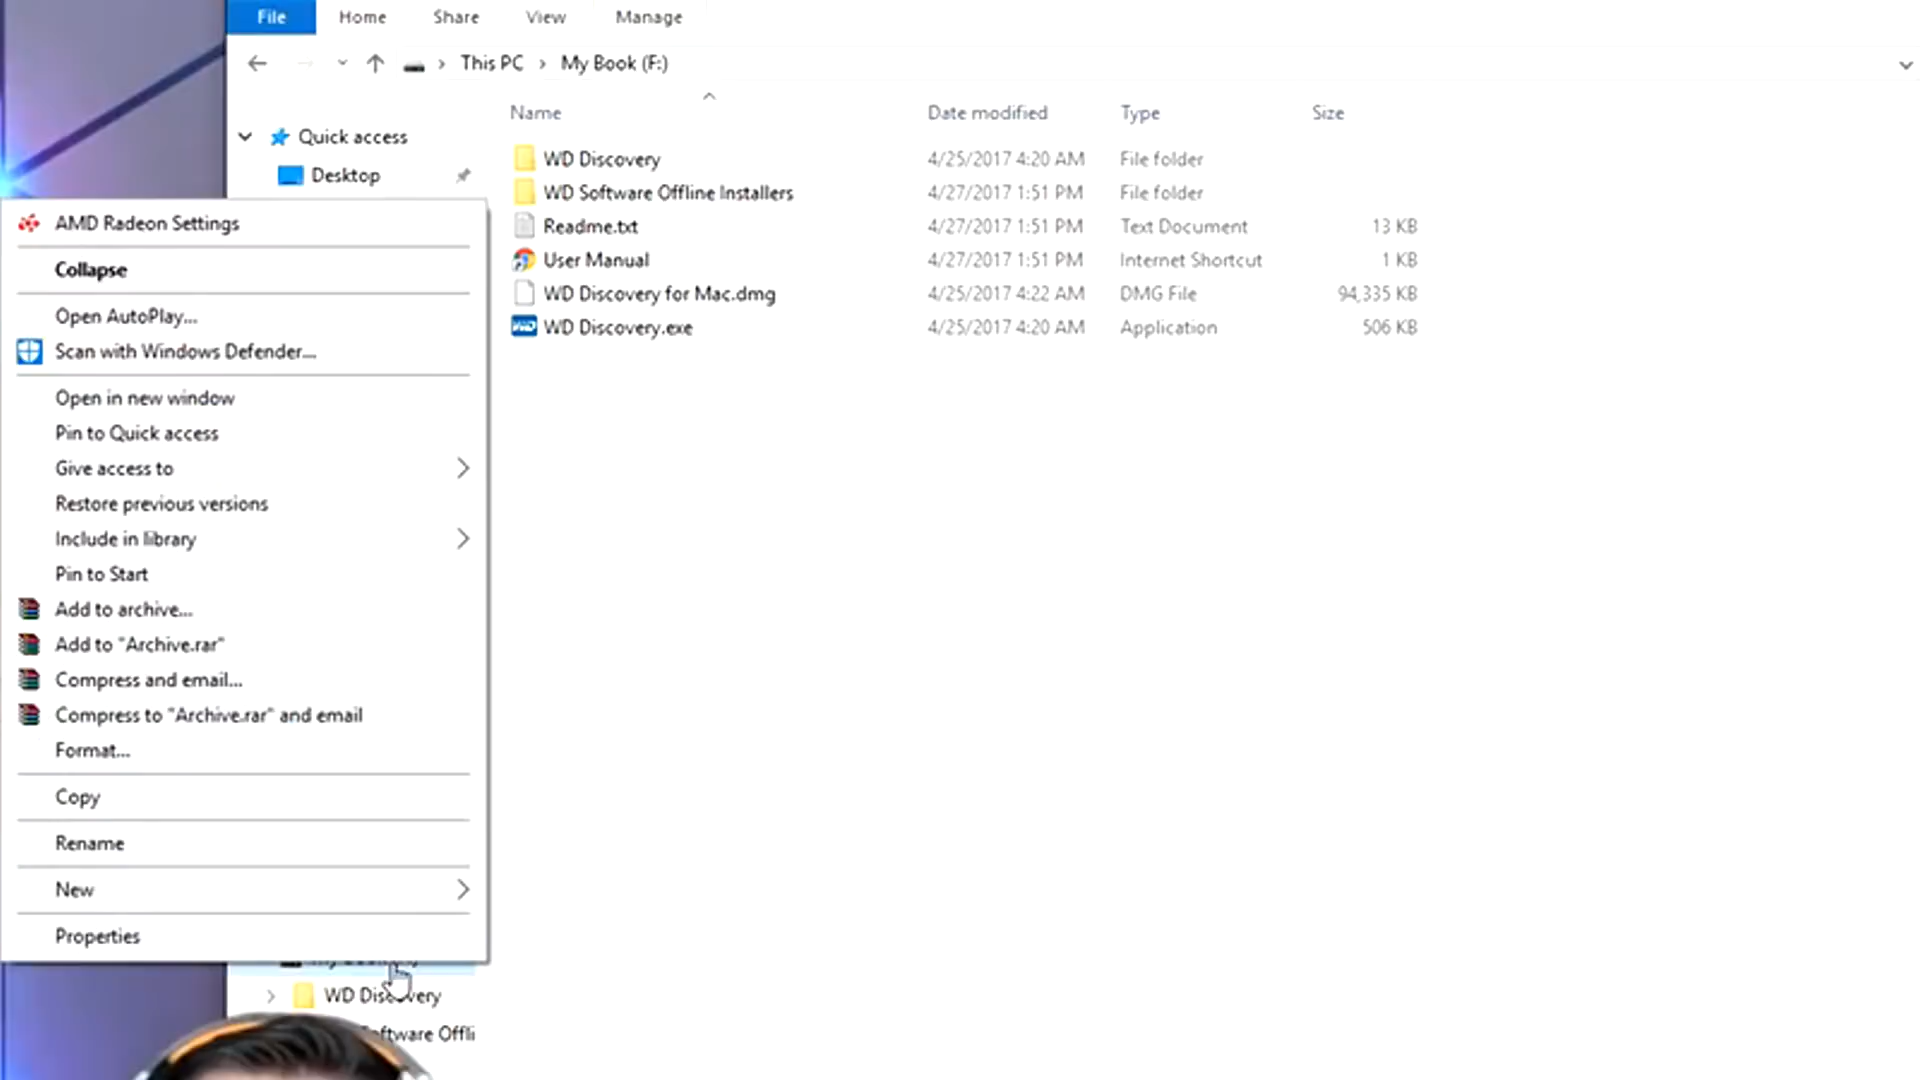 File Home Share View Manage
This PC > My Book (F:)
Name Date modified Type Size
Quick access
Desktop
WD Discovery 4/25/2017 4:20 AM File folder
WD Software Offline Installers 4/27/2017 1:51 PM File folder
Readme.txt 4/27/2017 1:51 PM Text Document 13 KB
User Manual 4/27/2017 1:51 PM Internet Shortcut 1 KB
WD Discovery for Mac.dmg 4/25/2017 4:22 AM DMG File 94,335 KB
WD Discovery.exe 4/25/2017 4:20 AM Application 506 KB
AMD Radeon Settings
Collapse
Open AutoPlay...
Scan with Windows Defender...
Open in new window
Pin to Quick access
Give access to
Restore previous versions
Include in library
Pin to Start
Add to archive...
Add to "Archive.rar"
Compress and email...
Compress to "Archive.rar" and email
Format...
Copy
Rename
New
Properties
WD Discovery
oftware Offli